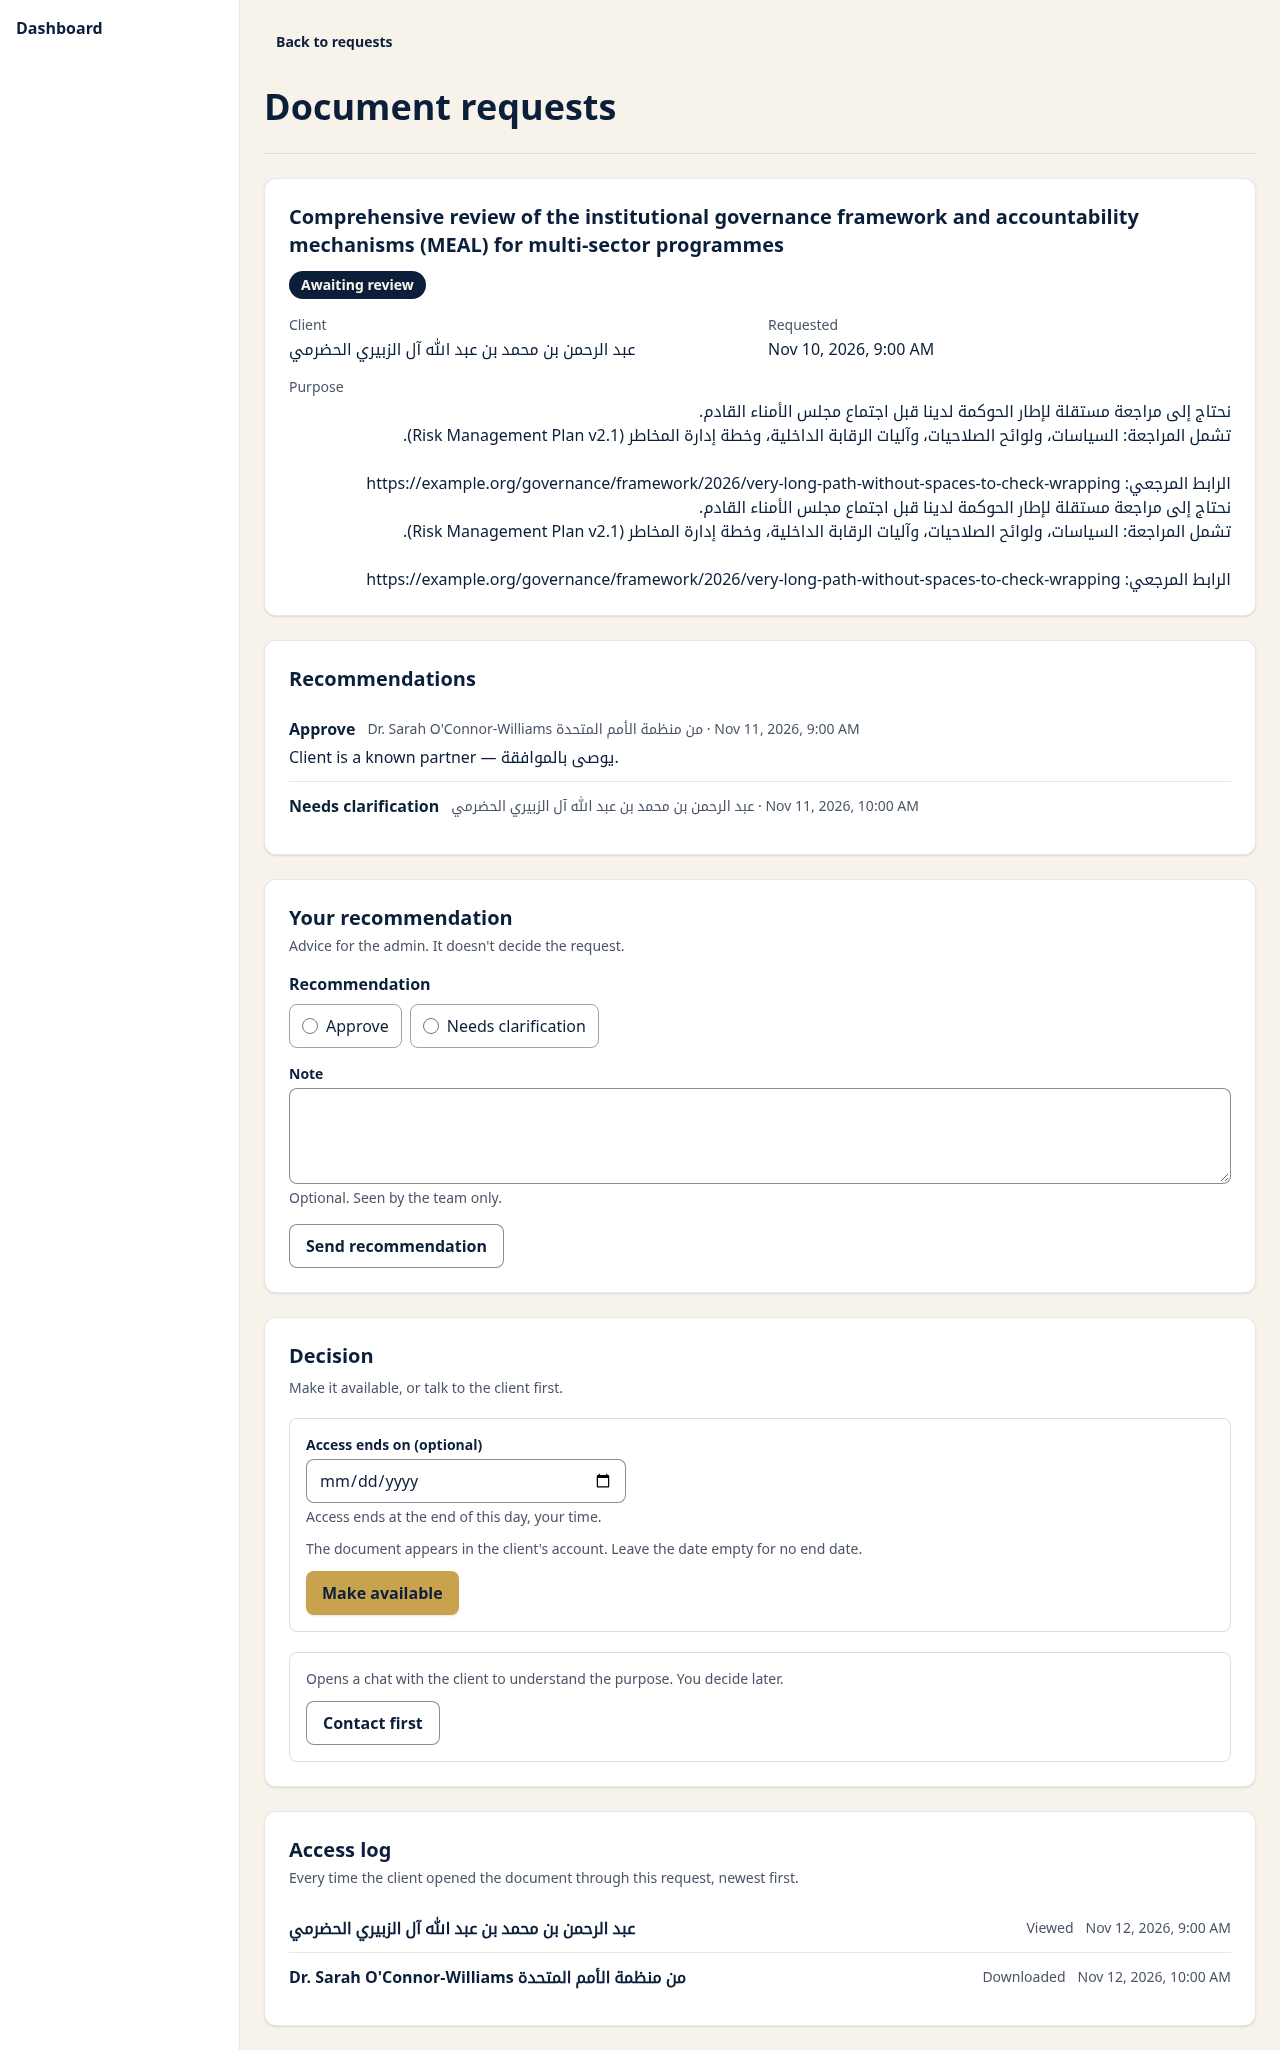 Dashboard
Back to requests
Document requests
Comprehensive review of the institutional governance framework and accountability
mechanisms (MEAL) for multi-sector programmes
Awaiting review
Client
عبد الرحمن بن محمد بن عبد الله آل الزبيري الحضرمي
Requested
Nov 10, 2026, 9:00 AM
Purpose
نحتاج إلى مراجعة مستقلة لإطار الحوكمة لدينا قبل اجتماع مجلس الأمناء القادم.
تشمل المراجعة: السياسات، ولوائح الصلاحيات، وآليات الرقابة الداخلية، وخطة إدارة المخاطر (Risk Management Plan v2.1).
الرابط المرجعي: https://example.org/governance/framework/2026/very-long-path-without-spaces-to-check-wrapping
نحتاج إلى مراجعة مستقلة لإطار الحوكمة لدينا قبل اجتماع مجلس الأمناء القادم.
تشمل المراجعة: السياسات، ولوائح الصلاحيات، وآليات الرقابة الداخلية، وخطة إدارة المخاطر (Risk Management Plan v2.1).
الرابط المرجعي: https://example.org/governance/framework/2026/very-long-path-without-spaces-to-check-wrapping
Recommendations
Approve Dr. Sarah O'Connor-Williams من منظمة الأمم المتحدة · Nov 11, 2026, 9:00 AM
Client is a known partner — يوصى بالموافقة.
Needs clarification عبد الرحمن بن محمد بن عبد الله آل الزبيري الحضرمي · Nov 11, 2026, 10:00 AM
Your recommendation
Advice for the admin. It doesn't decide the request.
Recommendation
Approve Needs clarification
Note
Optional. Seen by the team only.
Send recommendation
Decision
Make it available, or talk to the client first.
Access ends on (optional)
mm/dd/yyyy
Access ends at the end of this day, your time.
The document appears in the client's account. Leave the date empty for no end date.
Make available
Opens a chat with the client to understand the purpose. You decide later.
Contact first
Access log
Every time the client opened the document through this request, newest first.
عبد الرحمن بن محمد بن عبد الله آل الزبيري الحضرمي Viewed Nov 12, 2026, 9:00 AM
Dr. Sarah O'Connor-Williams من منظمة الأمم المتحدة Downloaded Nov 12, 2026, 10:00 AM